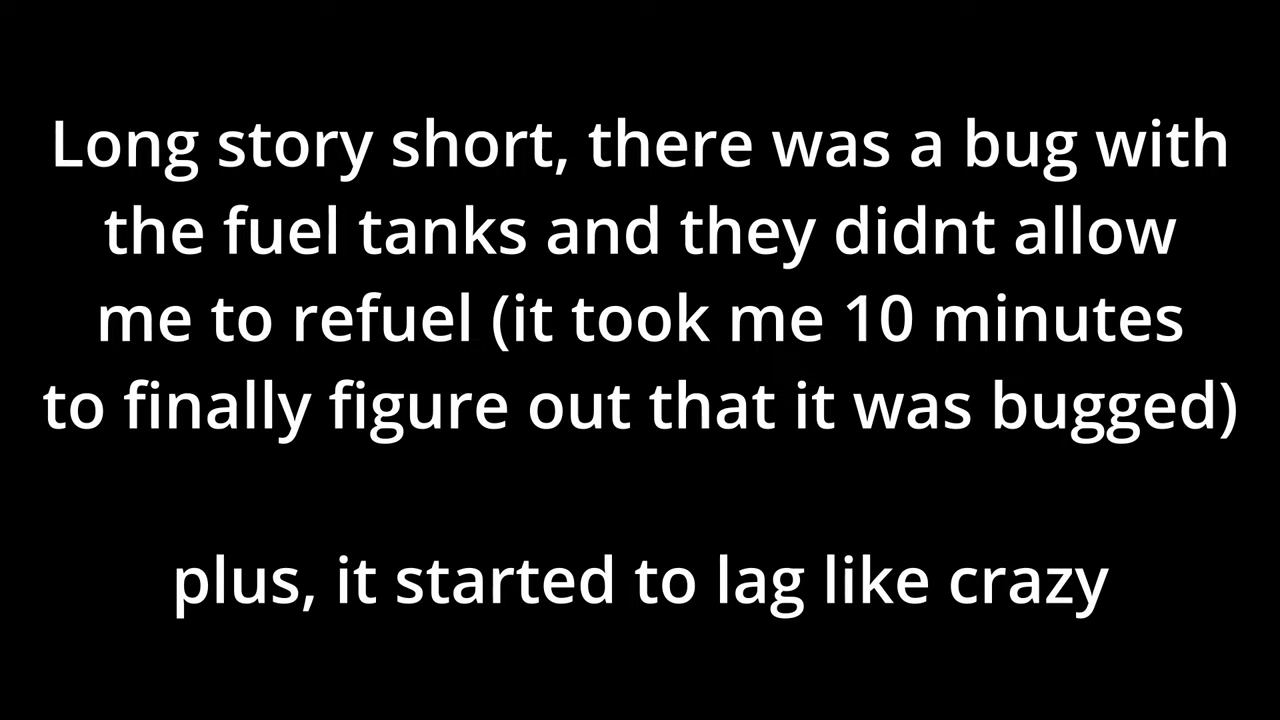 Long story short, there was a bug with
the fuel tanks and they didnt allow
me to refuel (it took me 10 minutes
to finally figure out that it was bugged)
plus, it started to lag like crazy